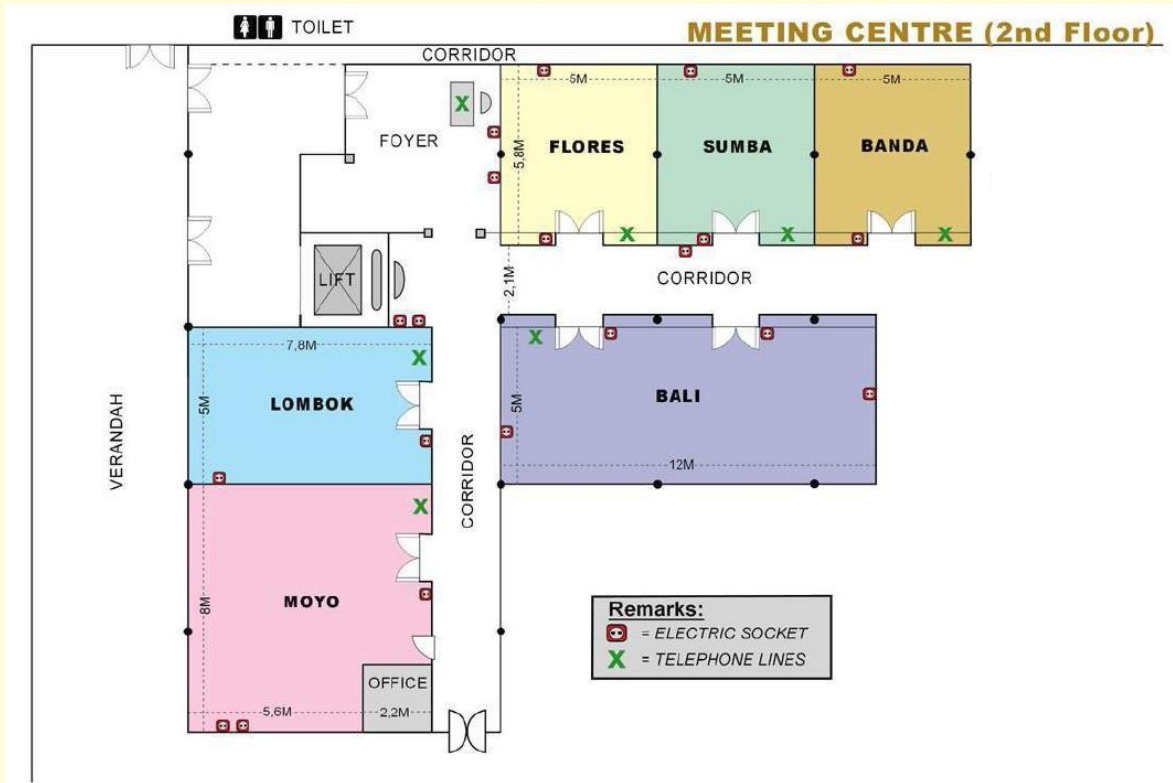 TOILET
MEETING CENTRE (2nd Floor)
CORRIDOR
5M
5M
5M
X
FOYER
FLORES
SUMBA
BANDA
5,8M
X
X
X
LIFT
2,1M
CORRIDOR
7,8M
X
X
5M
LOMBOK
5M
BALI
VERANDAH
12M
CORRIDOR
X
8M
MOYO
Remarks:
= ELECTRIC SOCKET
X = TELEPHONE LINES
OFFICE
5,6M
2,2M